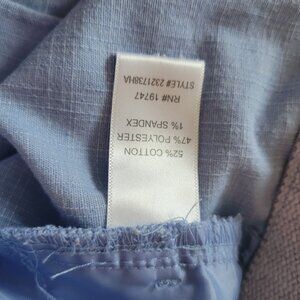 52% COTTON
47% POLYESTER
1% SPANDEX
RN# 19747
STYLE# 2321738HA